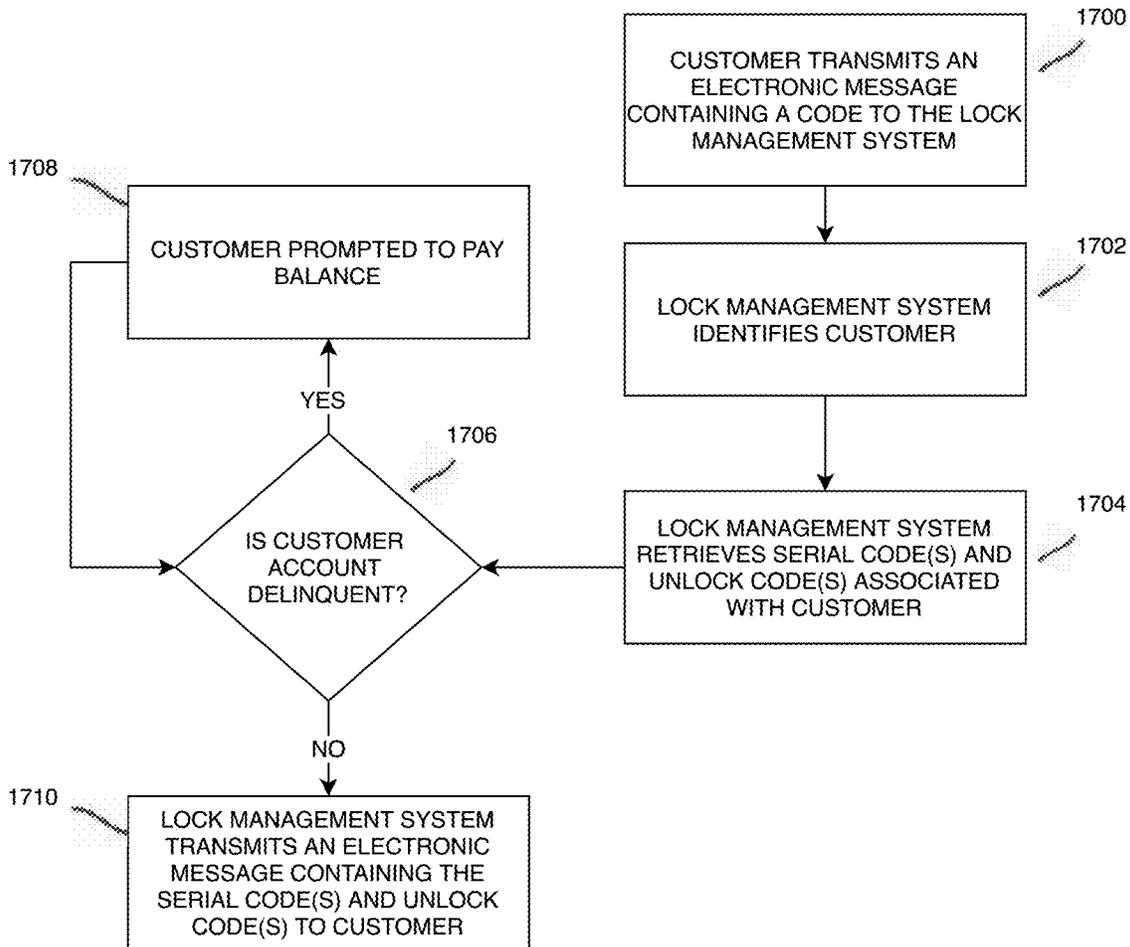 1700
CUSTOMER TRANSMITS AN
ELECTRONIC MESSAGE
CONTAINING A CODE TO THE LOCK
MANAGEMENT SYSTEM
1702
LOCK MANAGEMENT SYSTEM
IDENTIFIES CUSTOMER
1704
LOCK MANAGEMENT SYSTEM
RETRIEVES SERIAL CODE(S) AND
UNLOCK CODE(S) ASSOCIATED
WITH CUSTOMER
1706
IS CUSTOMER
ACCOUNT
DELINQUENT?
YES
1708
CUSTOMER PROMPTED TO PAY
BALANCE
NO
1710
LOCK MANAGEMENT SYSTEM
TRANSMITS AN ELECTRONIC
MESSAGE CONTAINING THE
SERIAL CODE(S) AND UNLOCK
CODE(S) TO CUSTOMER